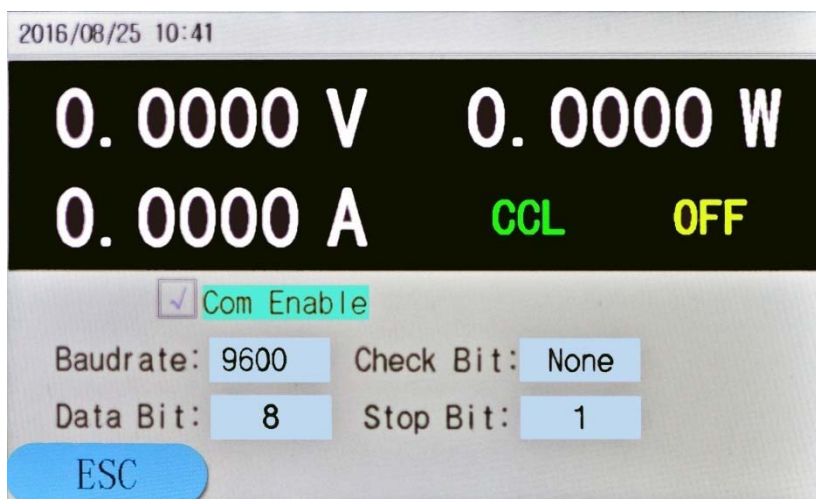 2016/08/25 10:41
0.0000 V 0.0000 W
0.0000 A CCL OFF
Com Enable
Baudrate: 9600 Check Bit: None
Data Bit: 8 Stop Bit: 1
ESC